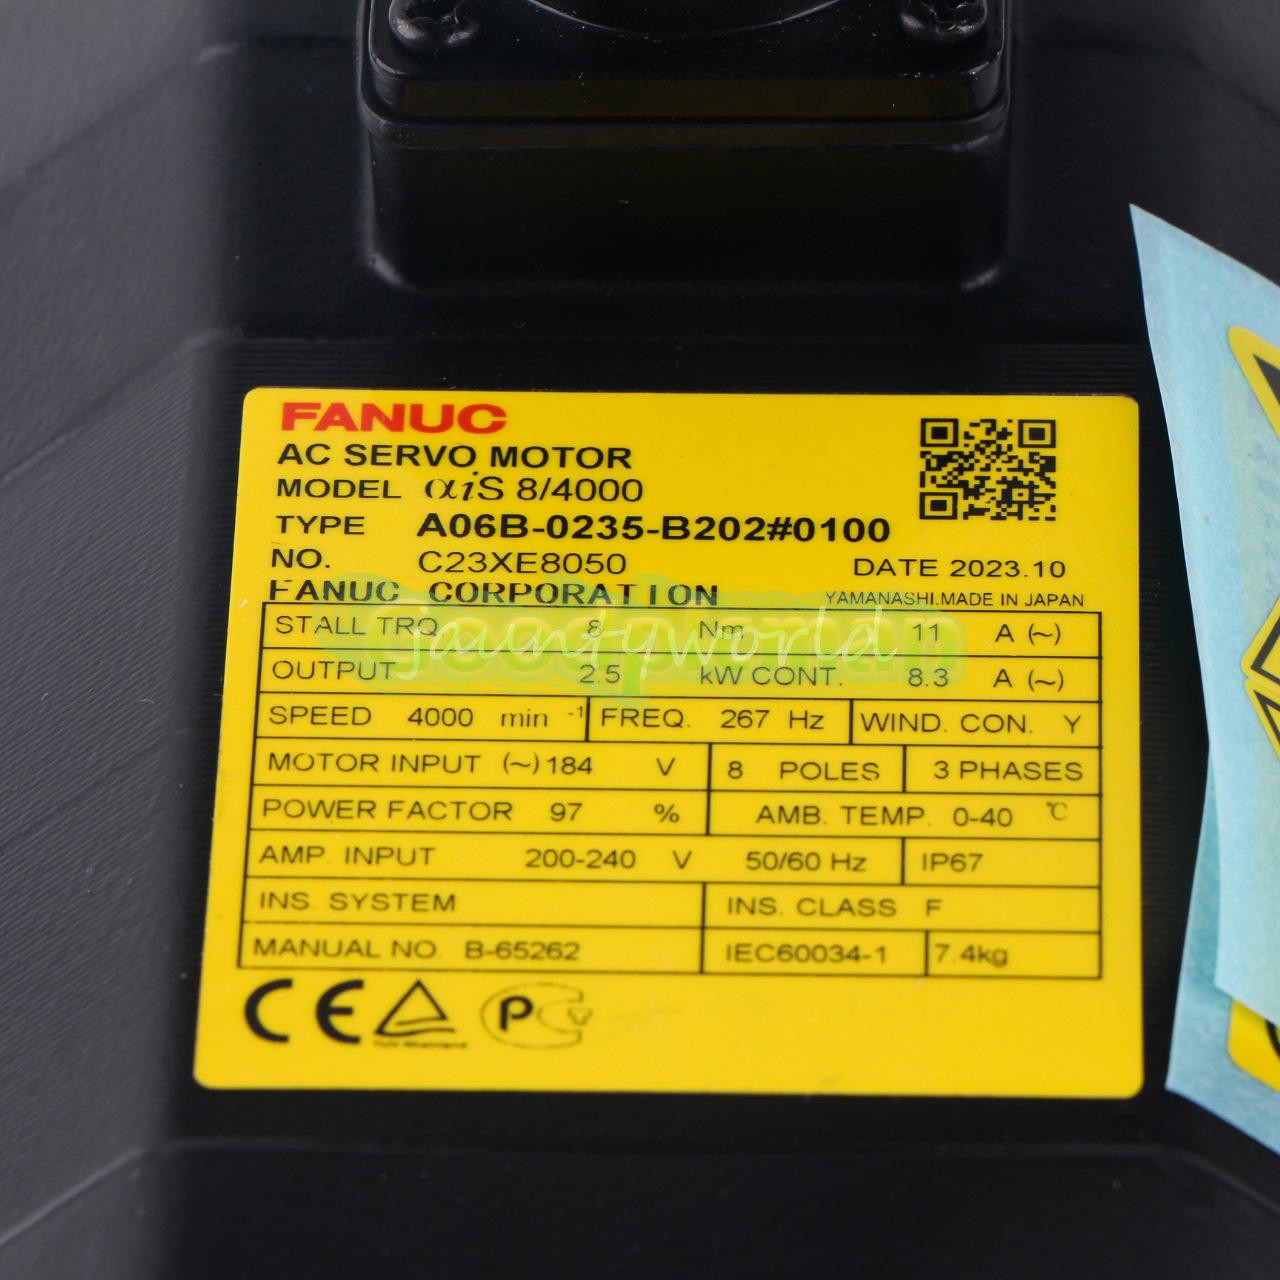 FANUC
AC SERVO MOTOR
MODEL αiS 8/4000
TYPE A06B-0235-B202#0100
NO. C23XE8050 DATE 2023.10
FANUC CORPORATION YAMANASHI.MADE IN JAPAN
STALL TRQ 8 Nm 11 A (~)
jauntyworld
OUTPUT 2.5 kW CONT. 8.3 A (~)
SPEED 4000 min -1 FREQ. 267 Hz WIND. CON. Y
MOTOR INPUT (~) 184 V 8 POLES 3 PHASES
POWER FACTOR 97 % AMB. TEMP. 0-40 ℃
AMP. INPUT 200-240 V 50/60 Hz IP67
INS. SYSTEM INS. CLASS F
MANUAL NO. B-65262 IEC60034-1 7.4kg
CE TÜV Rheinland P